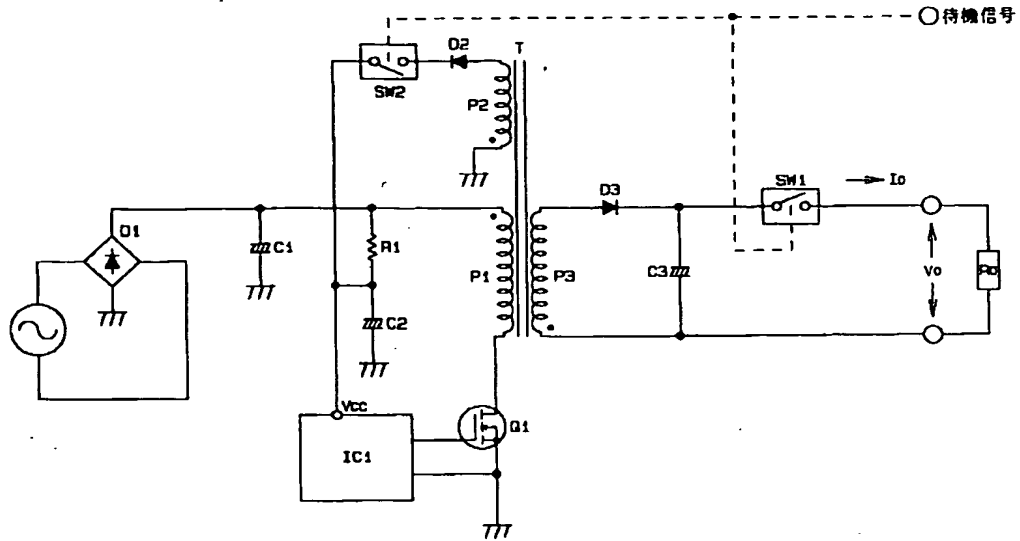 待機信号
D2
T
SW2
P2
SW1
Io
D3
D1
C1
R1
P1
P3
C3
Vo
Ro
C2
Vcc
Q1
IC1